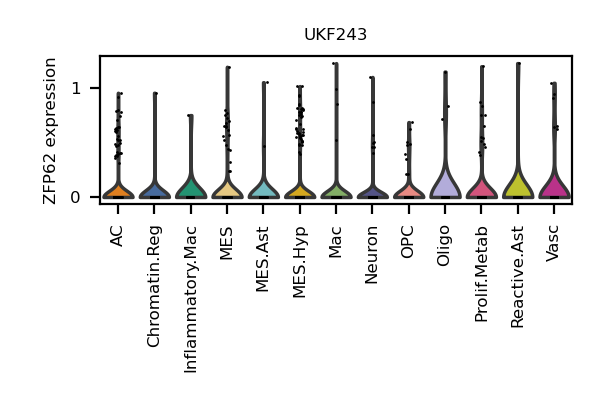 UKF243
ZFP62 expression
1
0
AC
Chromatin.Reg
Inflammatory.Mac
MES
MES.Ast
MES.Hyp
Mac
Neuron
OPC
Oligo
Prolif.Metab
Reactive.Ast
Vasc